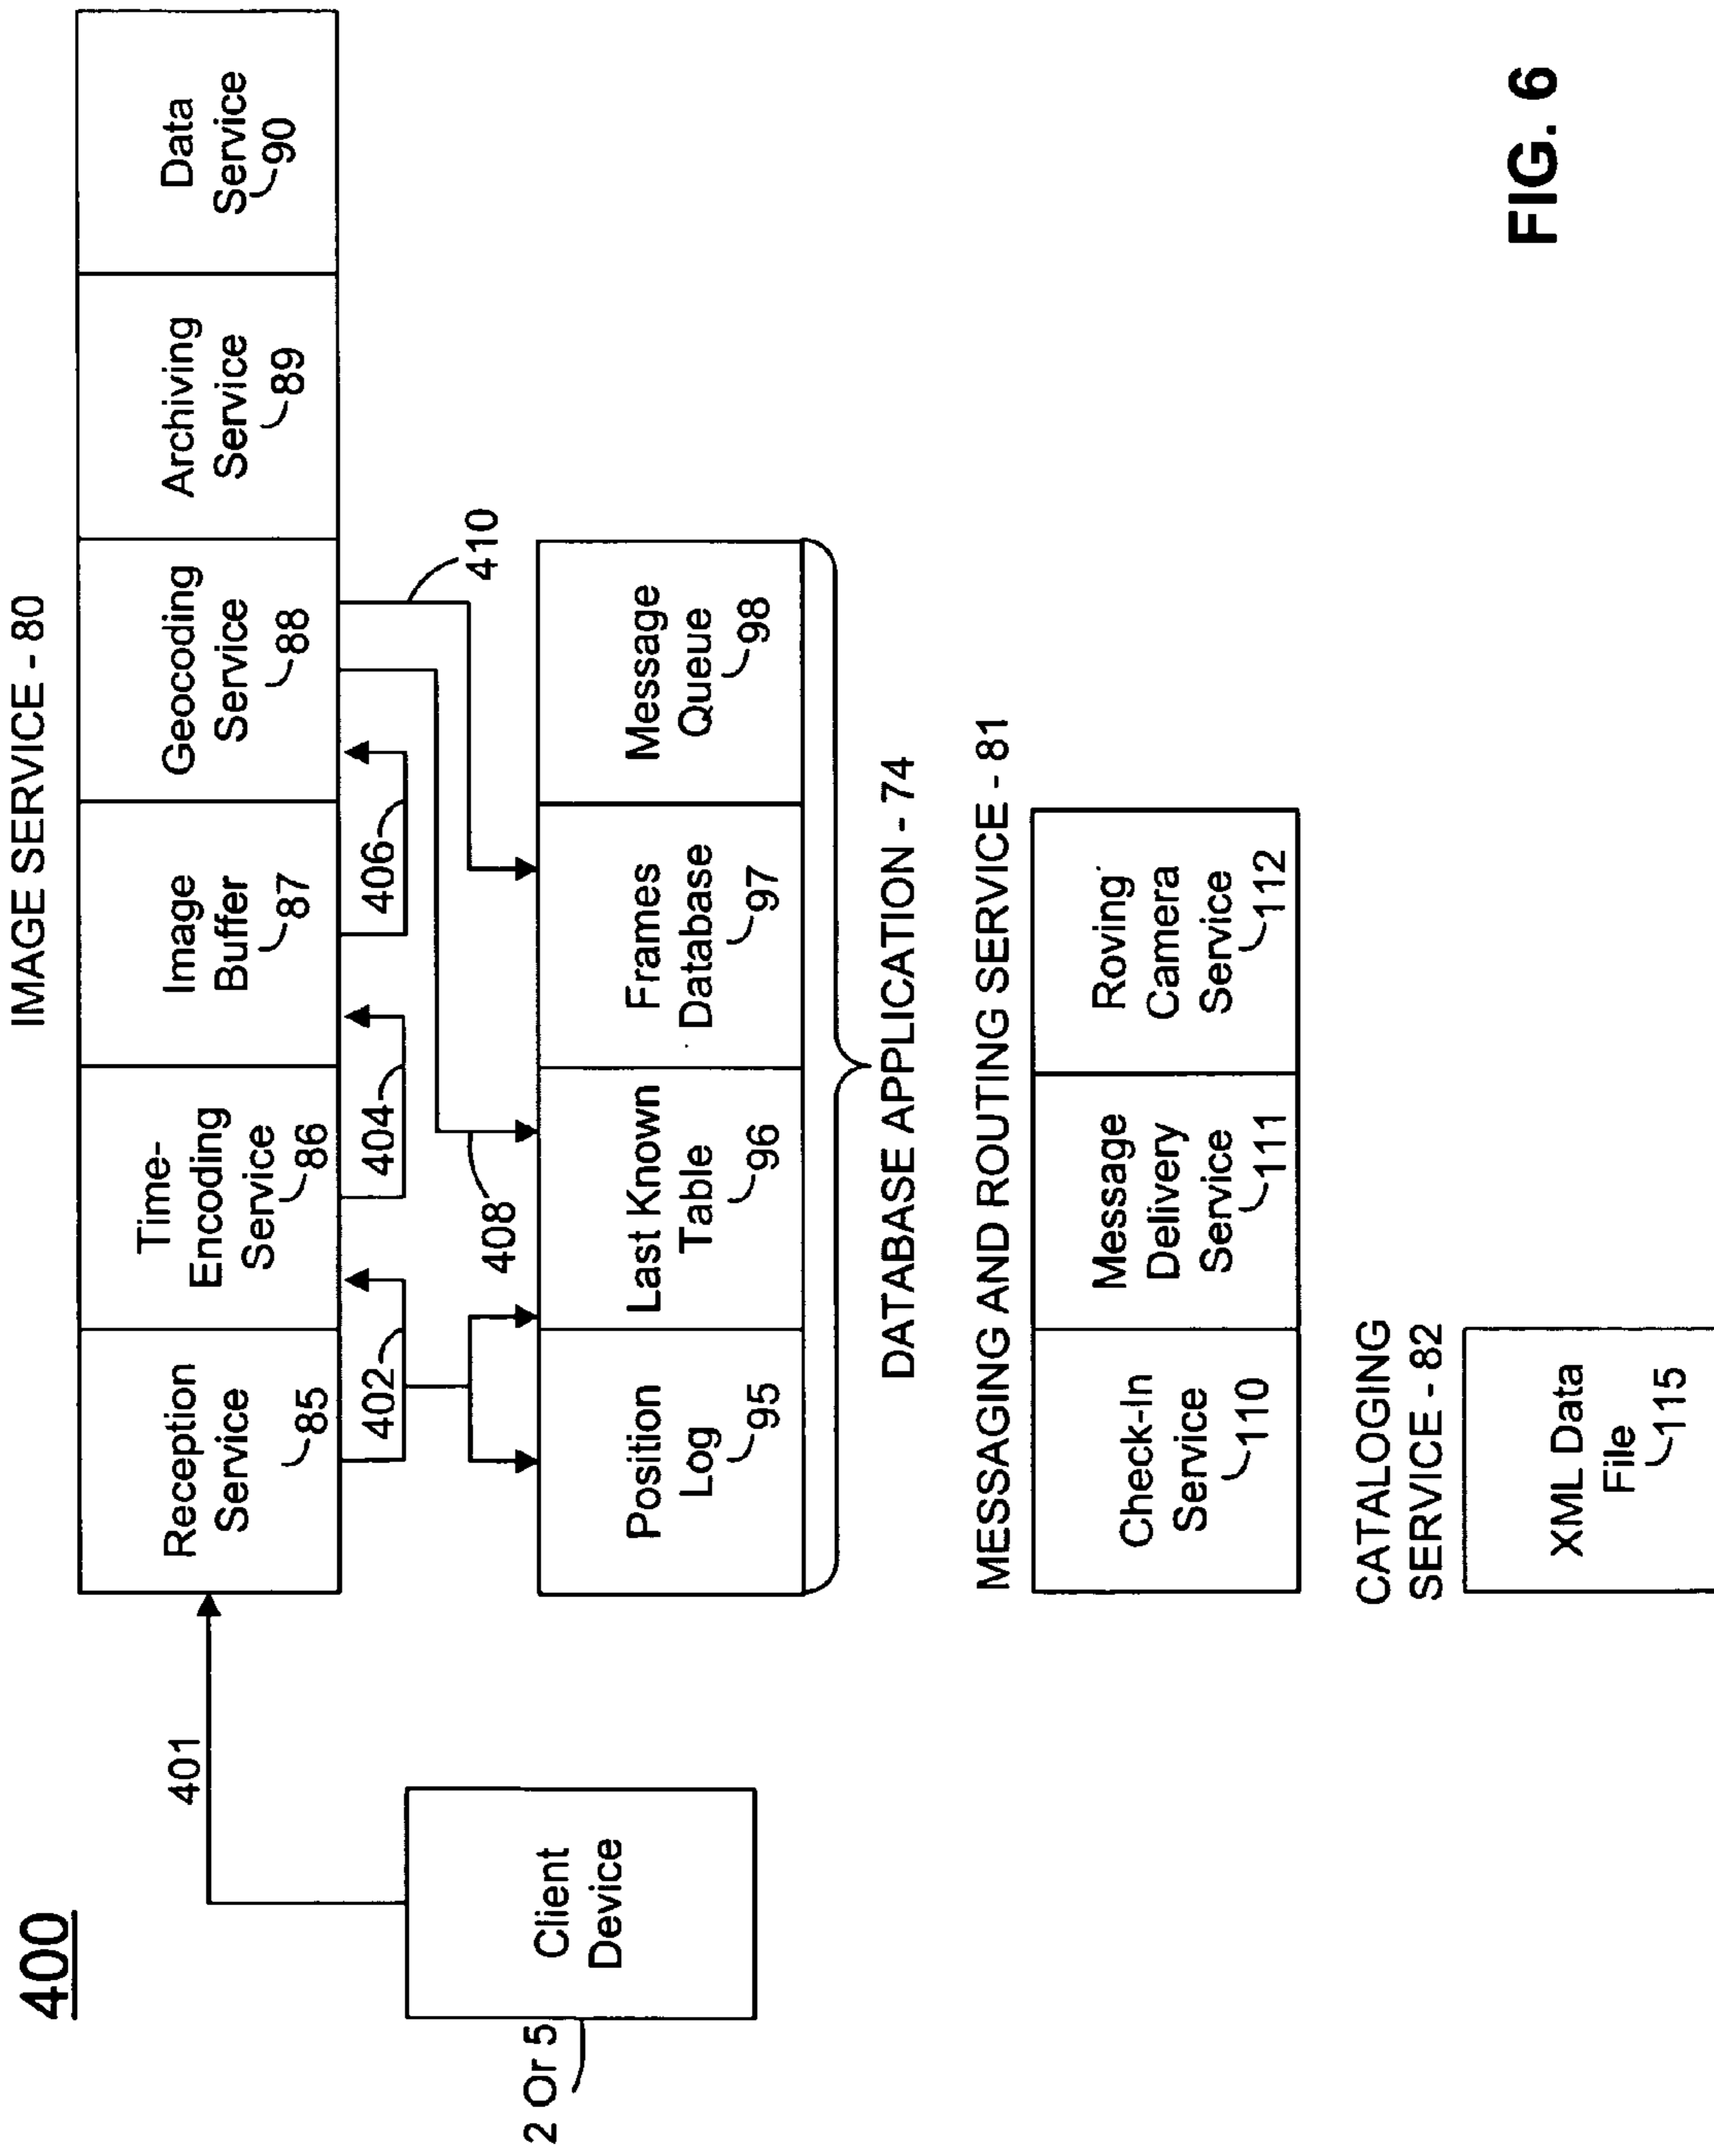 400
IMAGE SERVICE - 80
Reception
Service
85
Time-
Encoding
Service
86
Image
Buffer
87
Geocoding
Service
88
Archiving
Service
89
Data
Service
90
401
402
404
406
408
410
2 Or 5
Client
Device
Position
Log
95
Last Known
Table
96
Frames
Database
97
Message
Queue
98
DATABASE APPLICATION - 74
MESSAGING AND ROUTING SERVICE - 81
Check-In
Service
110
Message
Delivery
Service
111
Roving
Camera
Service
112
CATALOGING
SERVICE - 82
XML Data
File
115
FIG. 6